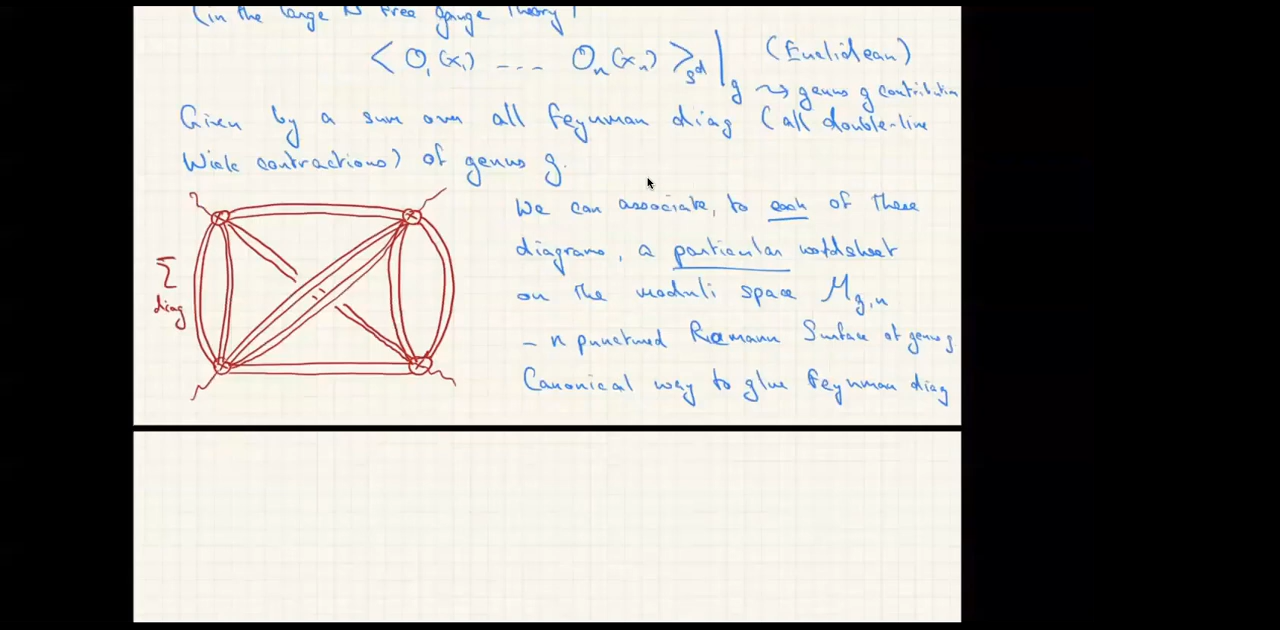 (in the large N free gauge theory)
< O₁(x₁) --- Oₙ(xₙ) >_{S^d} |_g (Euclidean)
⇝ genus g contribution
Given by a sum over all Feynman diag (all double-line
Wick contractions) of genus g.
We can associate, to each of these
diagrams, a particular worldsheet
on the moduli space M_{g,n}
- n punctured Riemann Surface of genus g
Canonical way to glue Feynman diag
Σ
diag